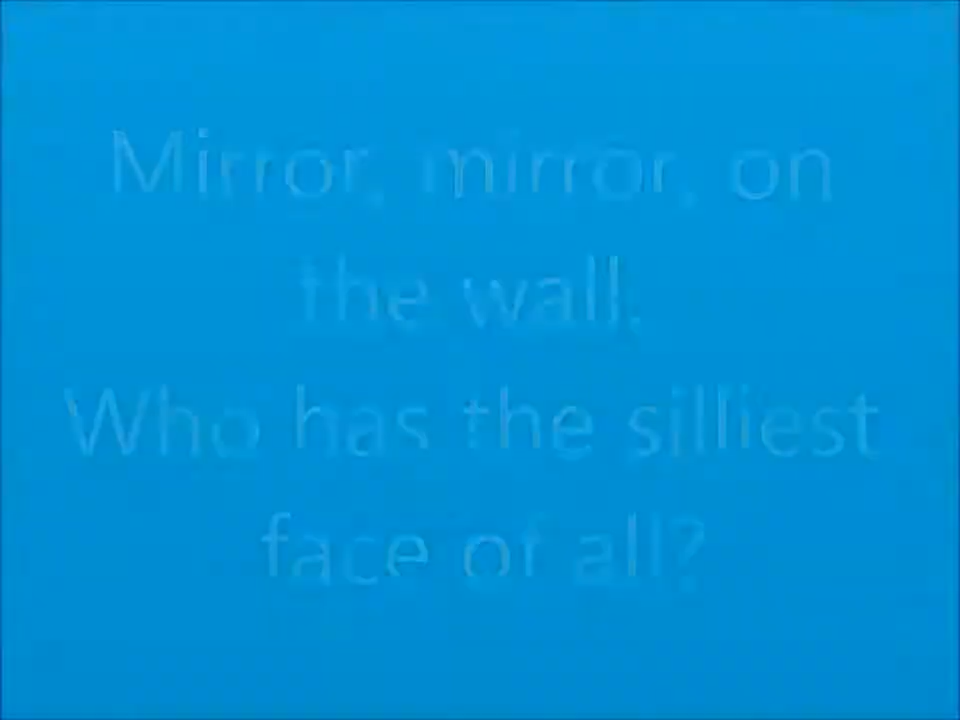 Mirror, mirror, on
the wall.
Who has the silliest
face of all?